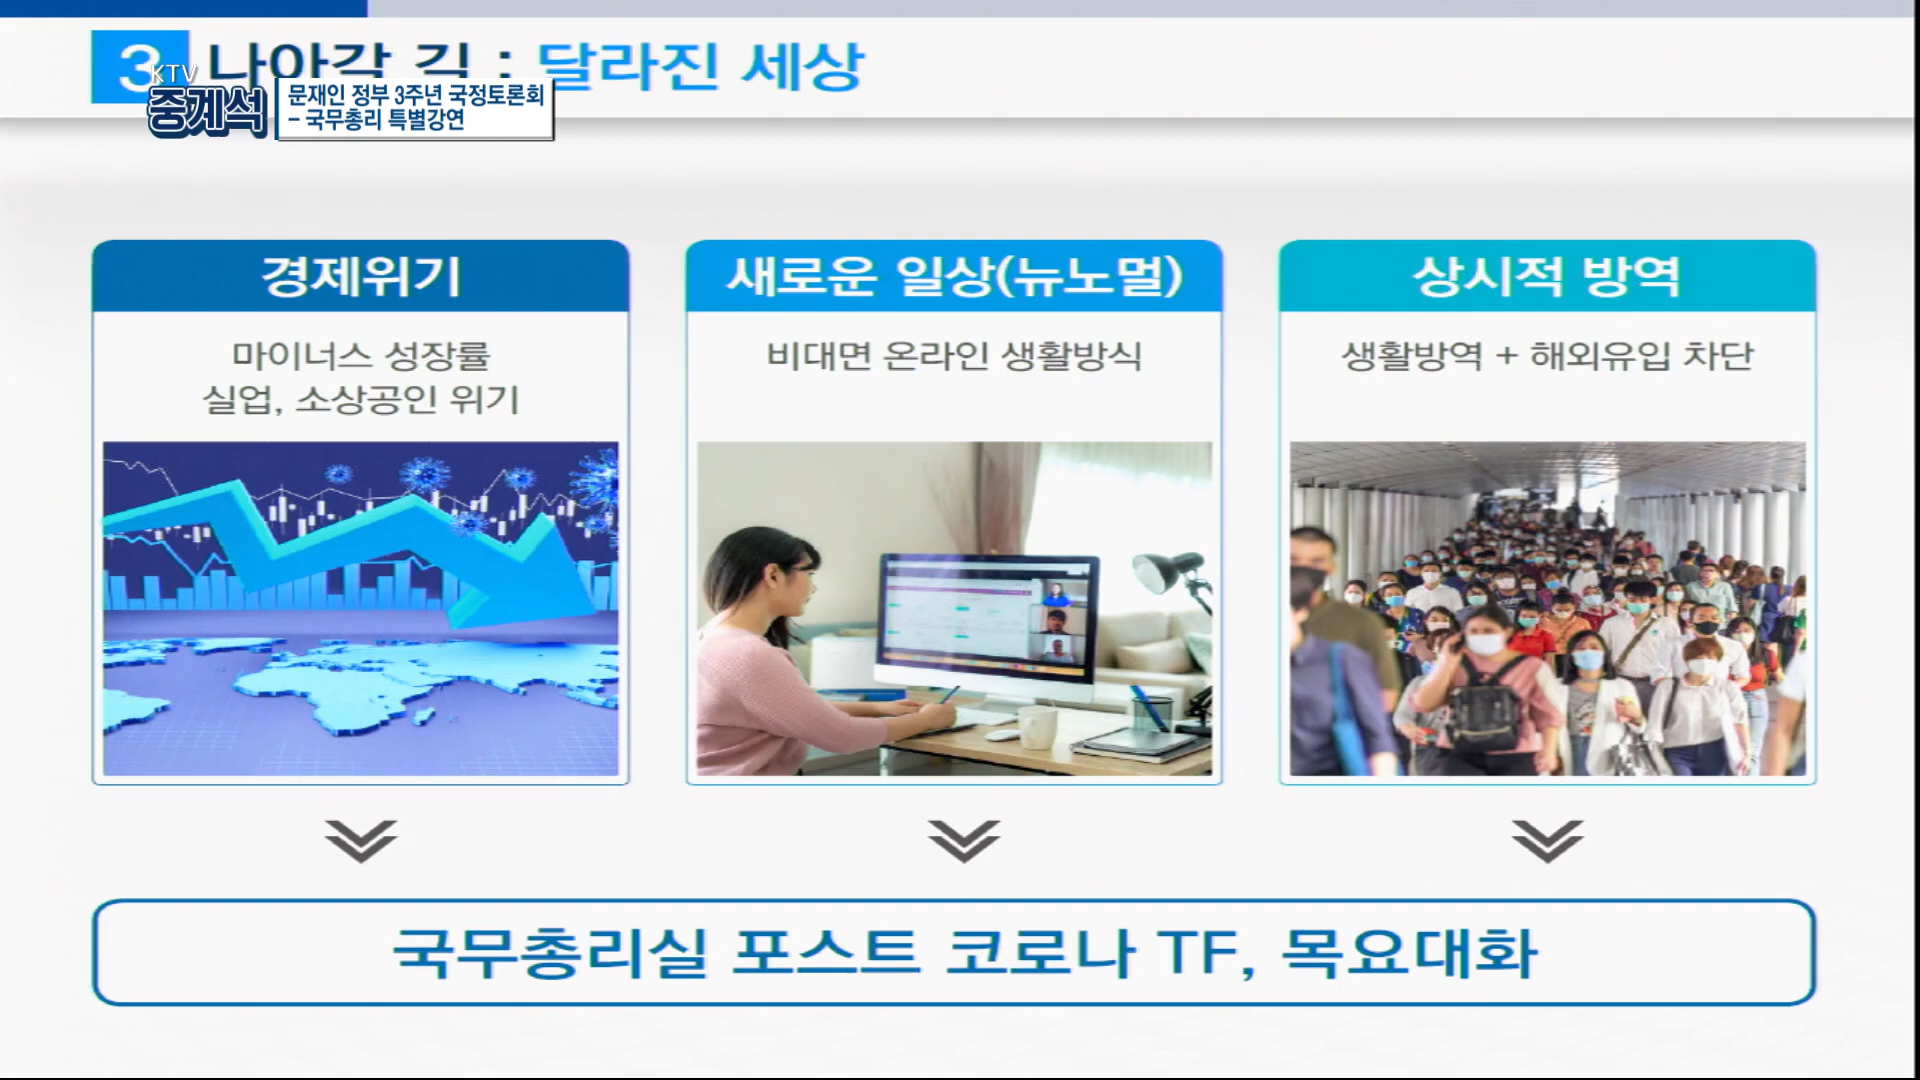 3 나아갈 길 : 달라진 세상
KTV
중계석
문재인 정부 3주년 국정토론회
- 국무총리 특별강연
경제위기
마이너스 성장률
실업, 소상공인 위기
새로운 일상(뉴노멀)
비대면 온라인 생활방식
상시적 방역
생활방역 + 해외유입 차단
국무총리실 포스트 코로나 TF, 목요대화